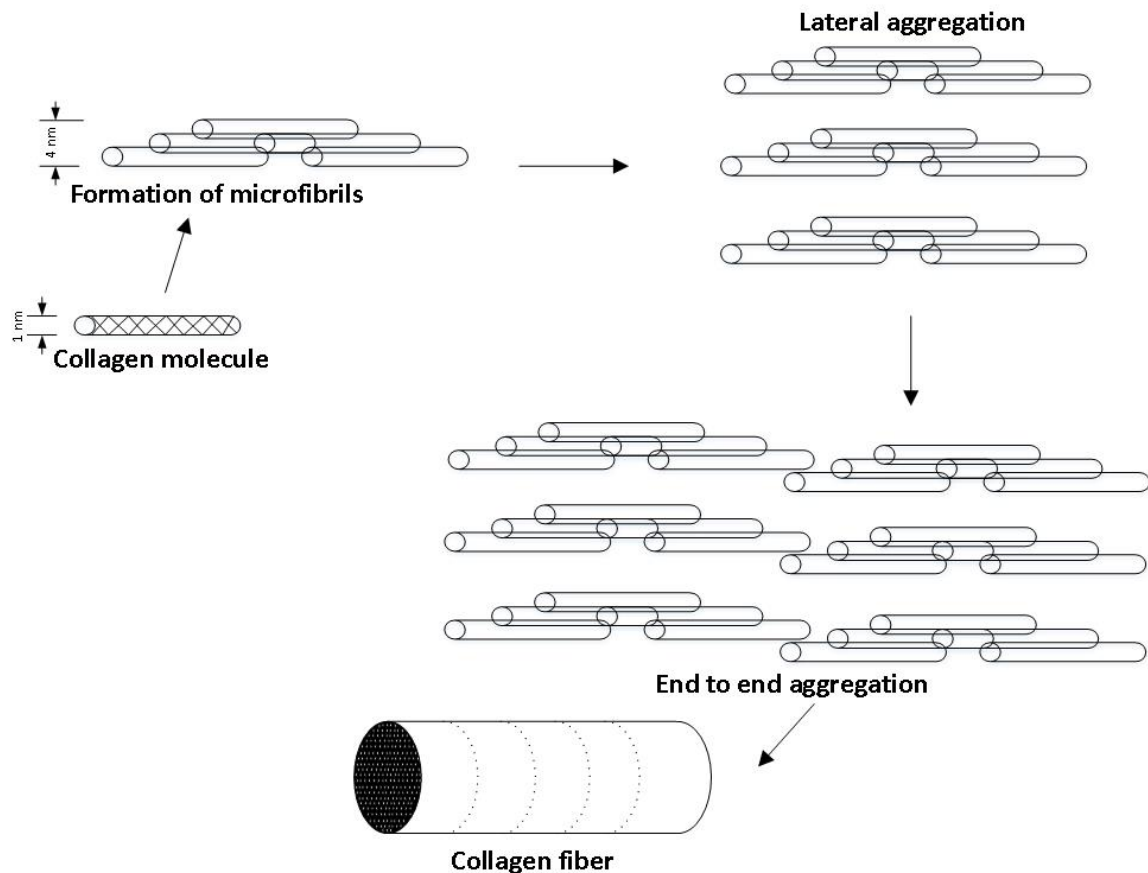 Lateral aggregation
4 nm
Formation of microfibrils
1 nm
Collagen molecule
End to end aggregation
Collagen fiber